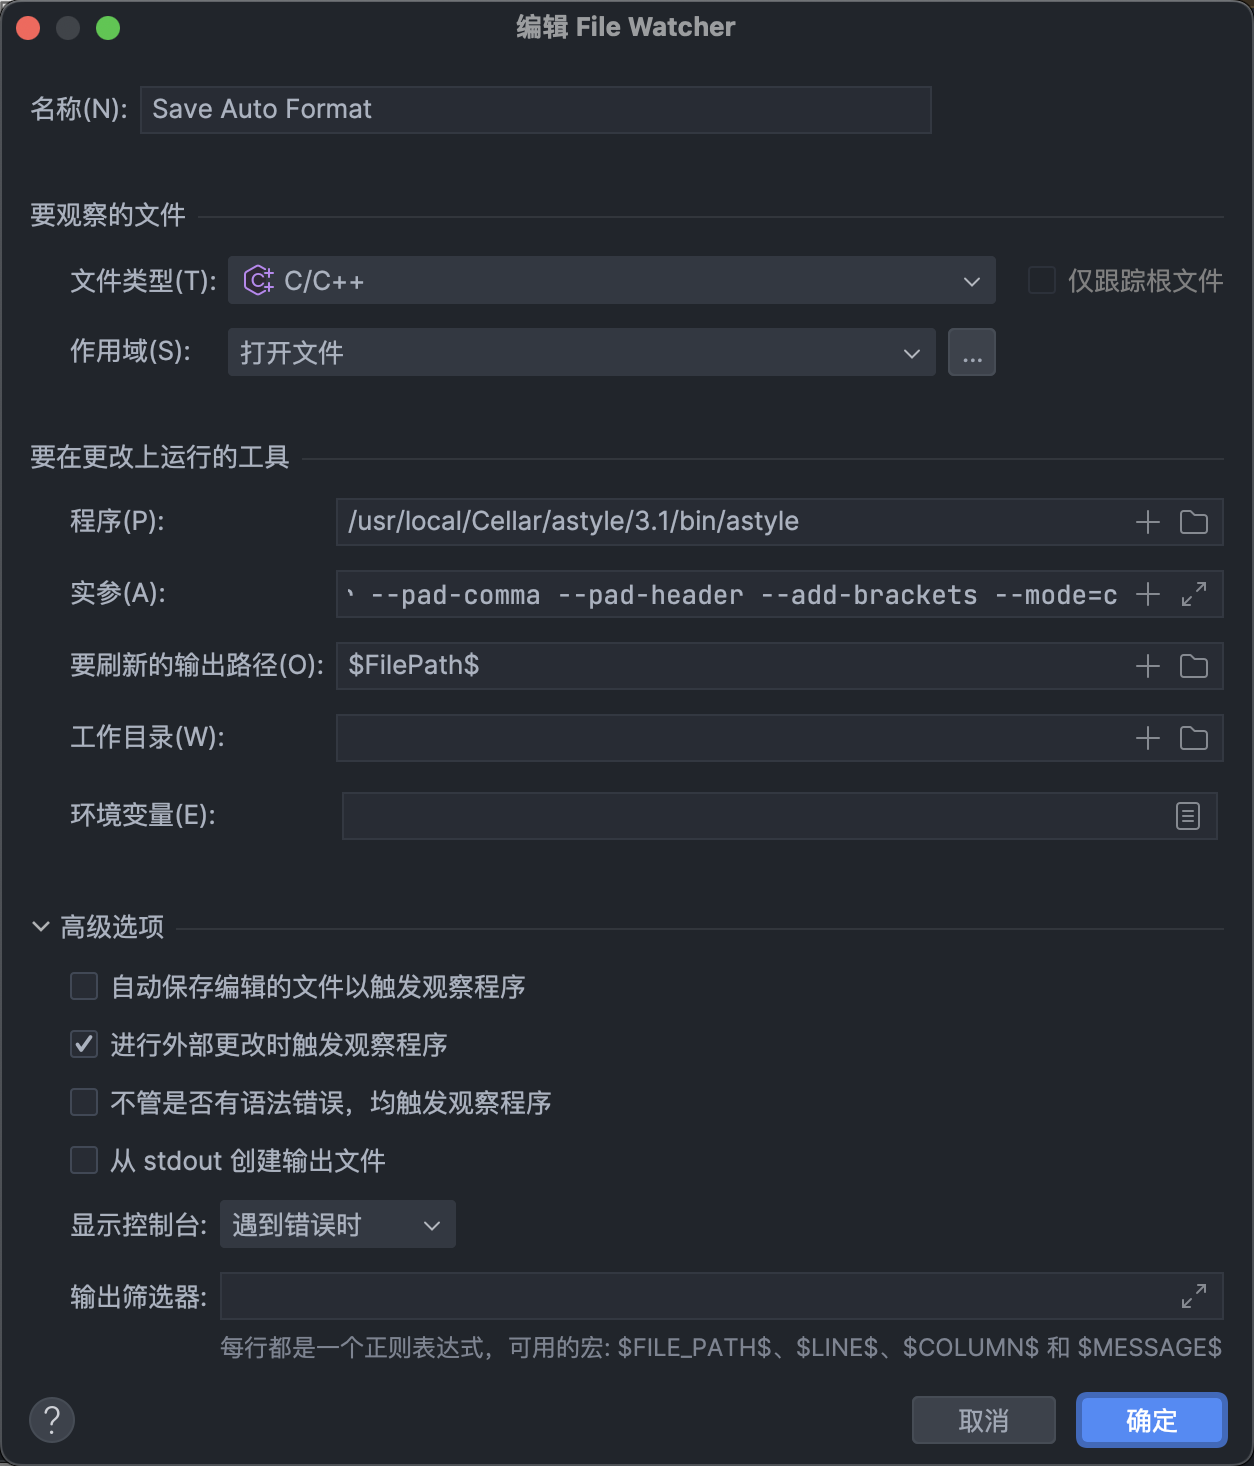 编辑 File Watcher
名称(N): Save Auto Format
要观察的文件
文件类型(T): C/C++ 仅跟踪根文件
作用域(S): 打开文件 ...
要在更改上运行的工具
程序(P): /usr/local/Cellar/astyle/3.1/bin/astyle
实参(A): --pad-comma --pad-header --add-brackets --mode=c
要刷新的输出路径(O): $FilePath$
工作目录(W):
环境变量(E):
高级选项
自动保存编辑的文件以触发观察程序
进行外部更改时触发观察程序
不管是否有语法错误，均触发观察程序
从 stdout 创建输出文件
显示控制台: 遇到错误时
输出筛选器:
每行都是一个正则表达式，可用的宏: $FILE_PATH$、$LINE$、$COLUMN$ 和 $MESSAGE$
? 取消 确定